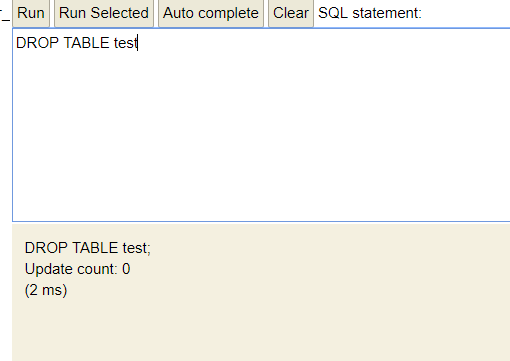 Run Run Selected Auto complete Clear SQL statement:
DROP TABLE test
DROP TABLE test;
Update count: 0
(2 ms)